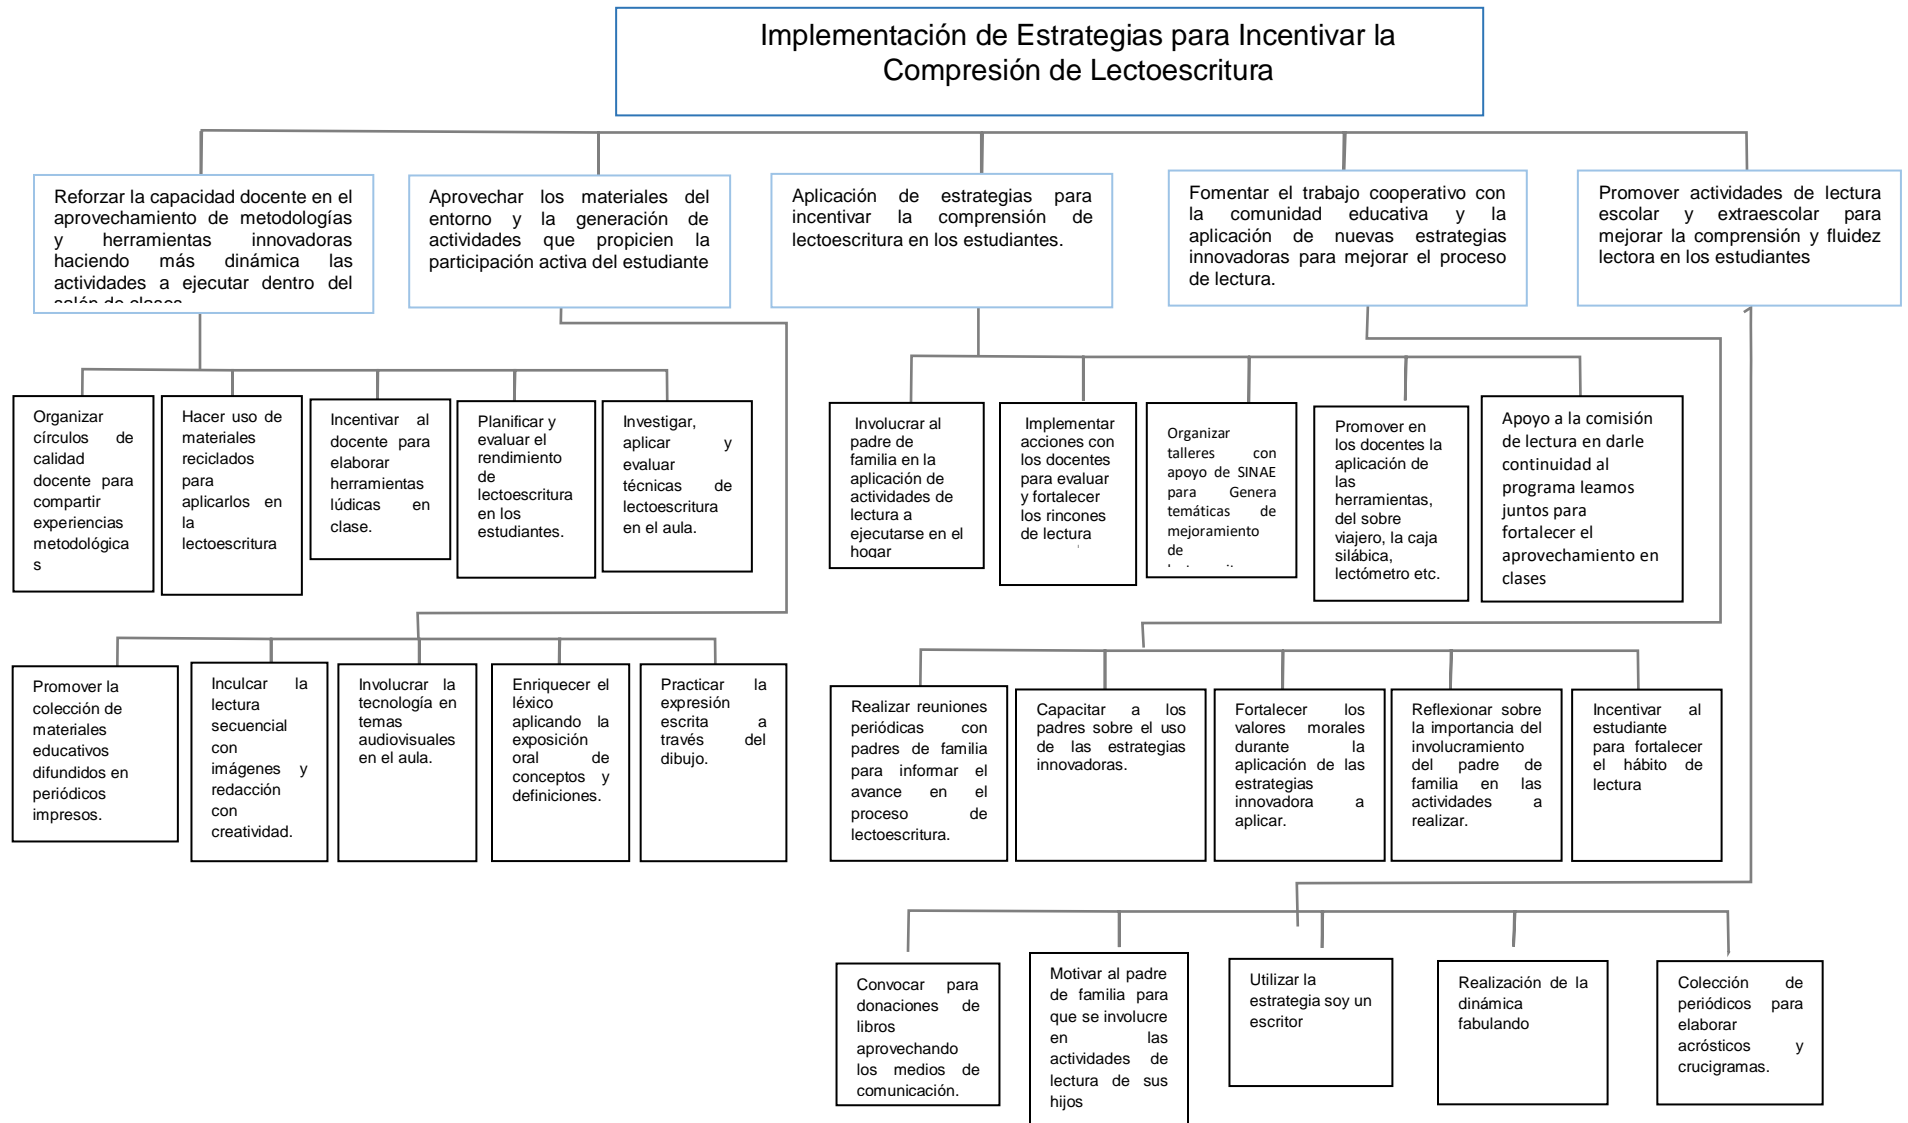 Implementación de Estrategias para Incentivar la
Compresión de Lectoescritura
Reforzar la capacidad docente en el
aprovechamiento de metodologías
y herramientas innovadoras
haciendo más dinámica las
actividades a ejecutar dentro del
salón de clases
Aprovechar los materiales del
entorno y la generación de
actividades que propicien la
participación activa del estudiante
Aplicación de estrategias para
incentivar la comprensión de
lectoescritura en los estudiantes.
Fomentar el trabajo cooperativo con
la comunidad educativa y la
aplicación de nuevas estrategias
innovadoras para mejorar el proceso
de lectura.
Promover actividades de lectura
escolar y extraescolar para
mejorar la comprensión y fluidez
lectora en los estudiantes
Organizar
círculos de
calidad
docente para
compartir
experiencias
metodológica
s
Hacer uso de
materiales
reciclados
para
aplicarlos en
la
lectoescritura
Incentivar al
docente para
elaborar
herramientas
lúdicas en
clase.
Planificar y
evaluar el
rendimiento
de
lectoescritura
en los
estudiantes.
Investigar,
aplicar y
evaluar
técnicas de
lectoescritura
en el aula.
Involucrar al
padre de
familia en la
aplicación de
actividades de
lectura a
ejecutarse en el
hogar
Implementar
acciones con
los docentes
para evaluar
y fortalecer
los rincones
de lectura
Organizar
talleres con
apoyo de SINAE
para Genera
temáticas de
mejoramiento
de
Promover en
los docentes la
aplicación de
las
herramientas,
del sobre
viajero, la caja
silábica,
lectómetro etc.
Apoyo a la comisión
de lectura en darle
continuidad al
programa leamos
juntos para
fortalecer el
aprovechamiento en
clases
Promover la
colección de
materiales
educativos
difundidos en
periódicos
impresos.
Inculcar la
lectura
secuencial
con
imágenes y
redacción
con
creatividad.
Involucrar la
tecnología en
temas
audiovisuales
en el aula.
Enriquecer el
léxico
aplicando la
exposición
oral de
conceptos y
definiciones.
Practicar la
expresión
escrita a
través del
dibujo.
Realizar reuniones
periódicas con
padres de familia
para informar el
avance en el
proceso de
lectoescritura.
Capacitar a los
padres sobre el uso
de las estrategias
innovadoras.
Fortalecer los
valores morales
durante la
aplicación de las
estrategias
innovadora a
aplicar.
Reflexionar sobre
la importancia del
involucramiento
del padre de
familia en las
actividades a
realizar.
Incentivar al
estudiante
para fortalecer
el hábito de
lectura
Convocar para
donaciones de
libros
aprovechando
los medios de
comunicación.
Motivar al padre
de familia para
que se involucre
en las
actividades de
lectura de sus
hijos
Utilizar la
estrategia soy un
escritor
Realización de la
dinámica
fabulando
Colección de
periódicos para
elaborar
acrósticos y
crucigramas.